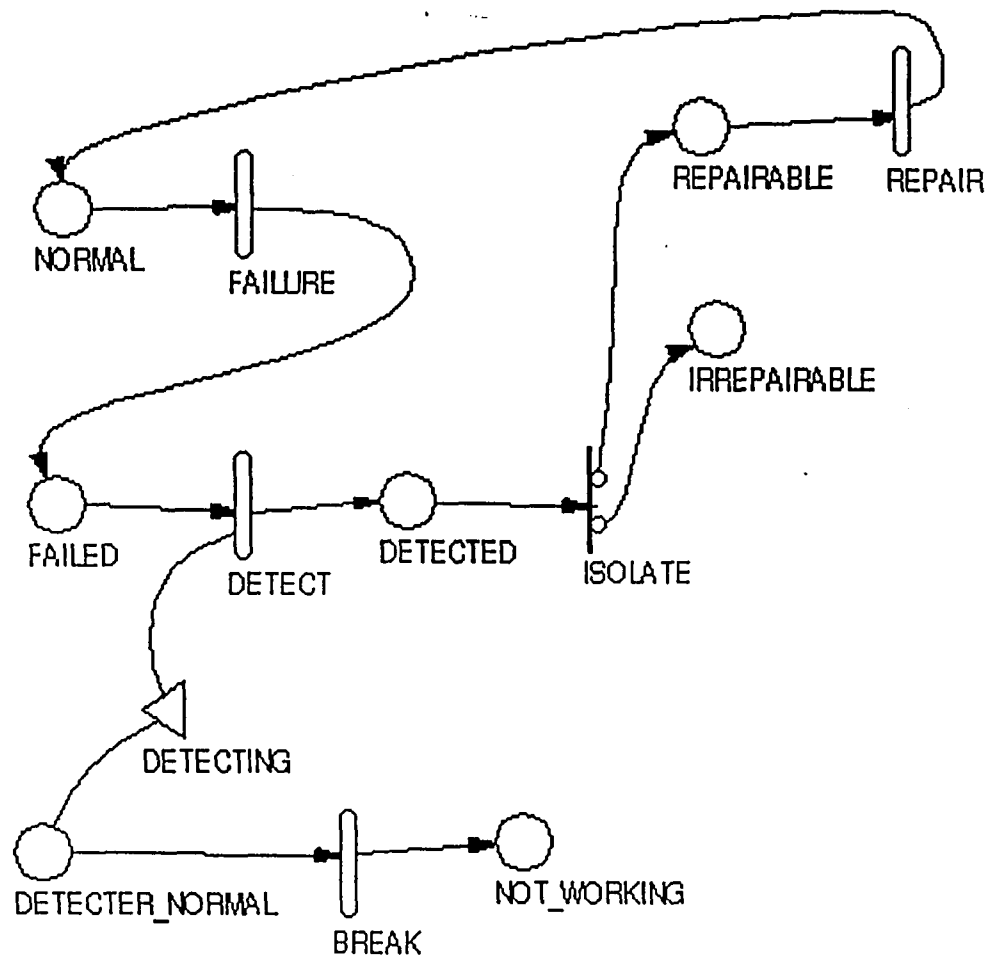 REPAIRABLE
REPAIR
NORMAL
FAILURE
IRREPAIRABLE
FAILED
DETECT
DETECTED
ISOLATE
DETECTING
DETECTER_NORMAL
NOT_WORKING
BREAK